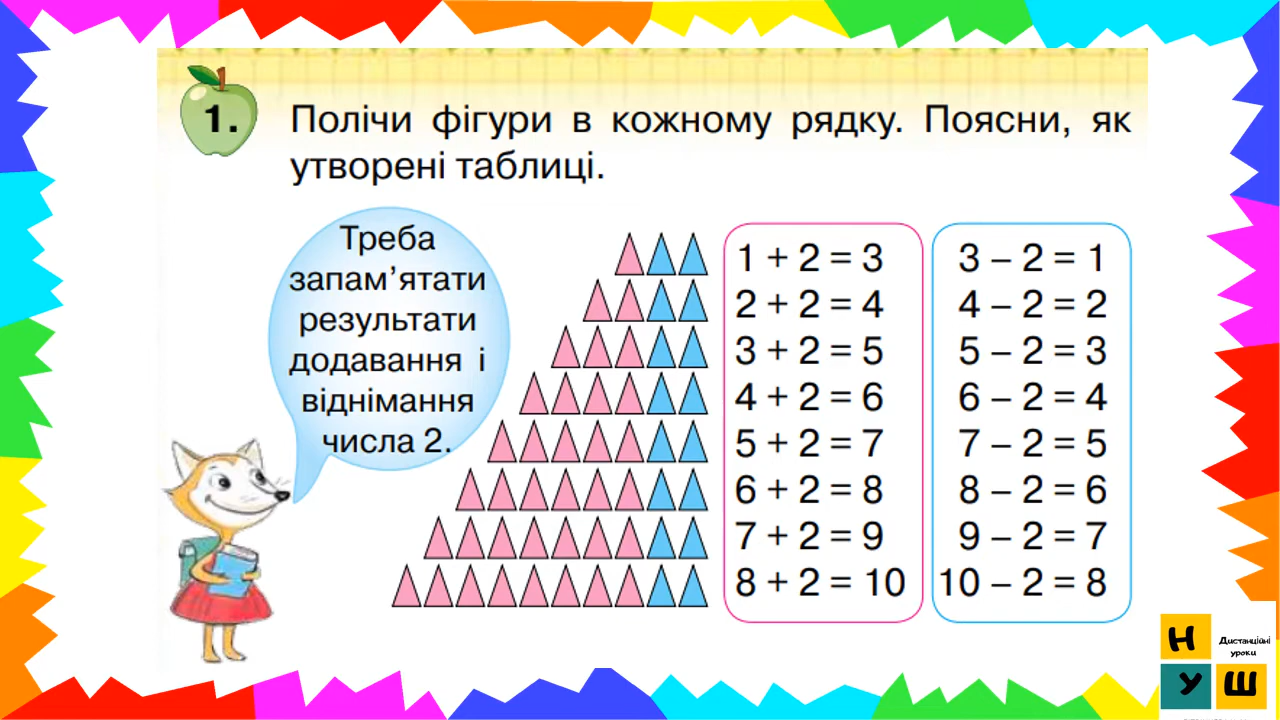 1.
Полічи фігури в кожному рядку. Поясни, як
утворені таблиці.
Треба
запам’ятати
результати
додавання і
віднімання
числа 2.
1 + 2 = 3
2 + 2 = 4
3 + 2 = 5
4 + 2 = 6
5 + 2 = 7
6 + 2 = 8
7 + 2 = 9
8 + 2 = 10
3 – 2 = 1
4 – 2 = 2
5 – 2 = 3
6 – 2 = 4
7 – 2 = 5
8 – 2 = 6
9 – 2 = 7
10 – 2 = 8
Н
Дистанційні
уроки
У Ш